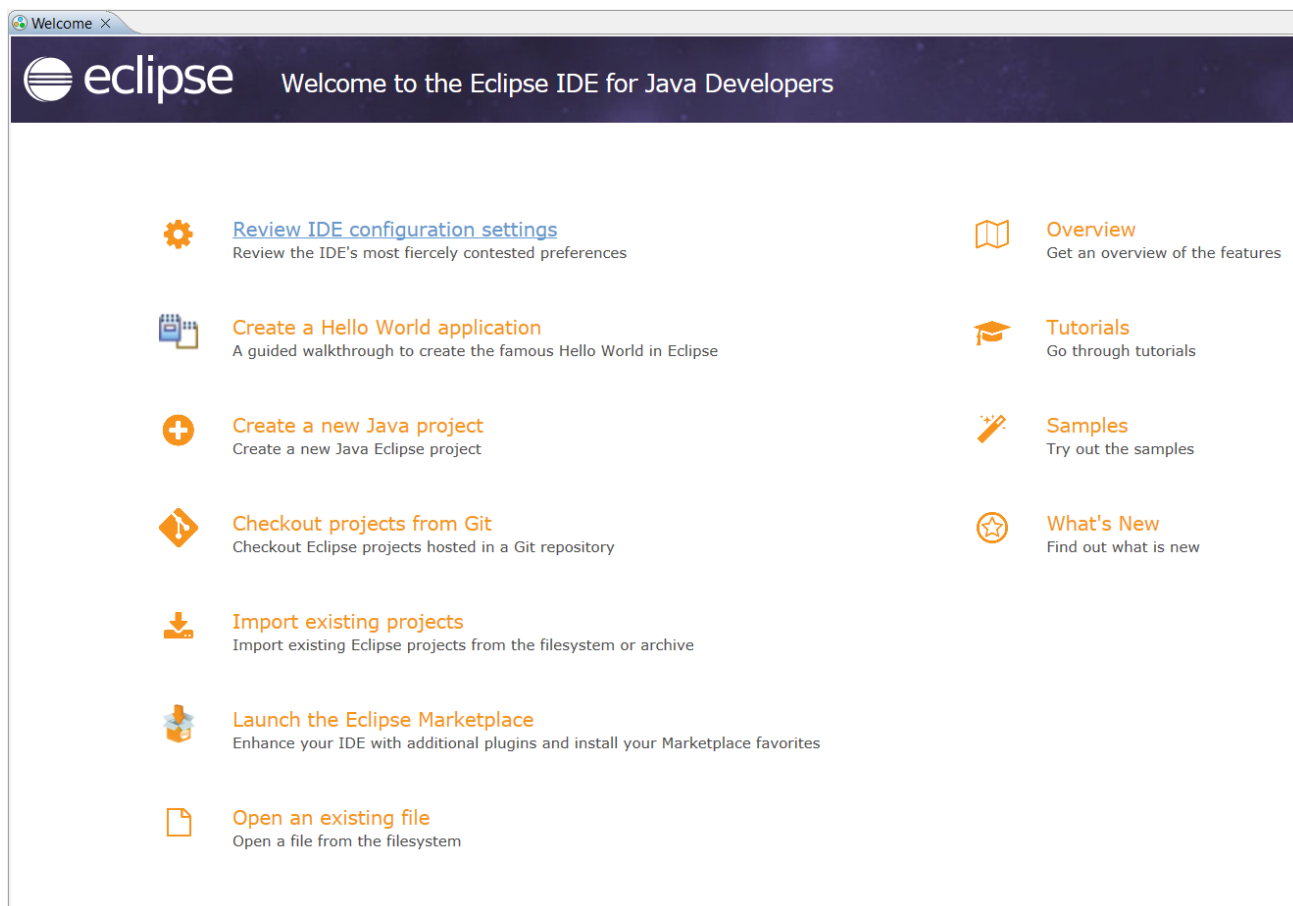 Welcome
eclipse
Welcome to the Eclipse IDE for Java Developers
Review IDE configuration settings
Review the IDE's most fiercely contested preferences
Create a Hello World application
A guided walkthrough to create the famous Hello World in Eclipse
Create a new Java project
Create a new Java Eclipse project
Checkout projects from Git
Checkout Eclipse projects hosted in a Git repository
Import existing projects
Import existing Eclipse projects from the filesystem or archive
Launch the Eclipse Marketplace
Enhance your IDE with additional plugins and install your Marketplace favorites
Open an existing file
Open a file from the filesystem
Overview
Get an overview of the features
Tutorials
Go through tutorials
Samples
Try out the samples
What's New
Find out what is new